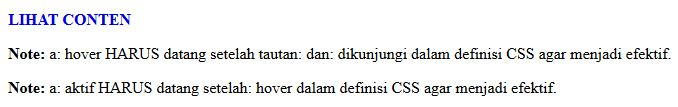 LIHAT CONTEN
Note: a: hover HARUS datang setelah tautan: dan: dikunjungi dalam definisi CSS agar menjadi efektif.
Note: a: aktif HARUS datang setelah: hover dalam definisi CSS agar menjadi efektif.